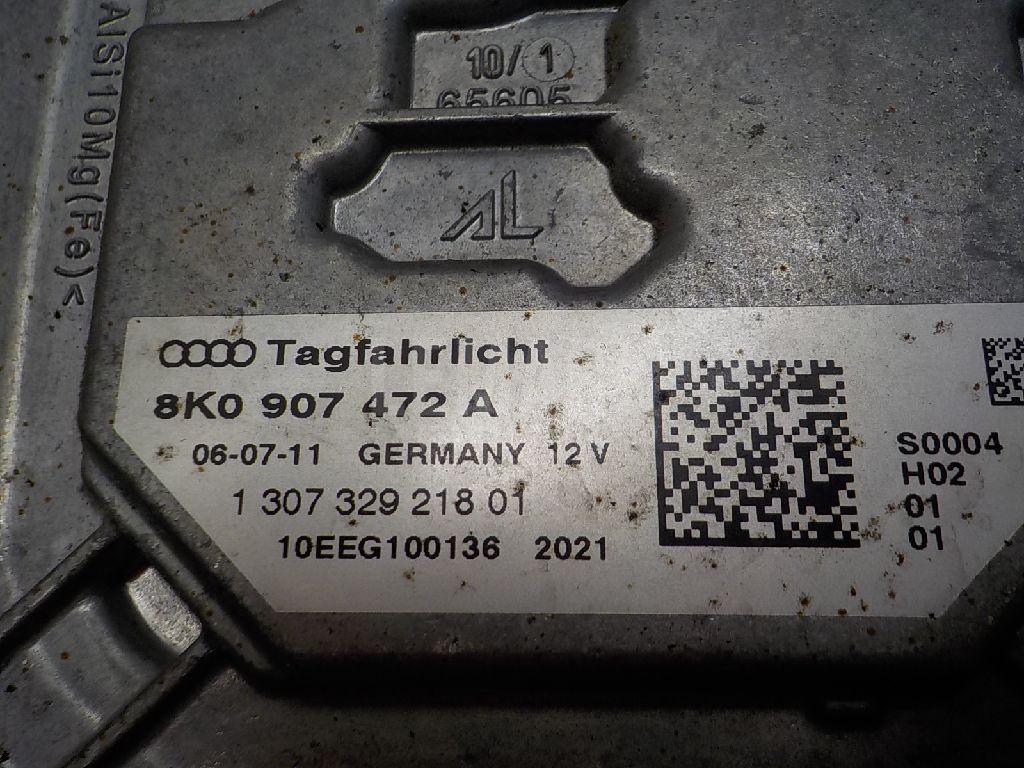 AlSi10Mg(Fe)<
10/1
65605
AL
Tagfahrlicht
8K0 907 472 A
06-07-11 GERMANY 12 V
1 307 329 218 01
10EEG100136 2021
S0004
H02
01
01